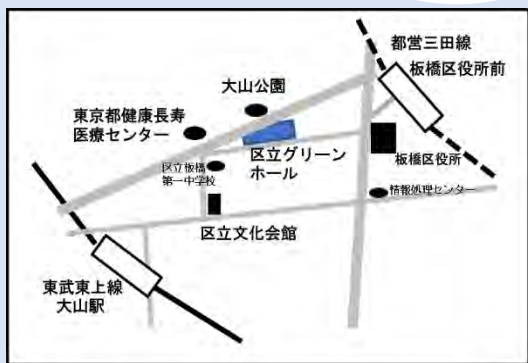 都営三田線
板橋区役所前
大山公園
東京都健康長寿
医療センター
区立グリーン
ホール
板橋区役所
区立板橋
第一中学校
情報処理センター
区立文化会館
東武東上線
大山駅